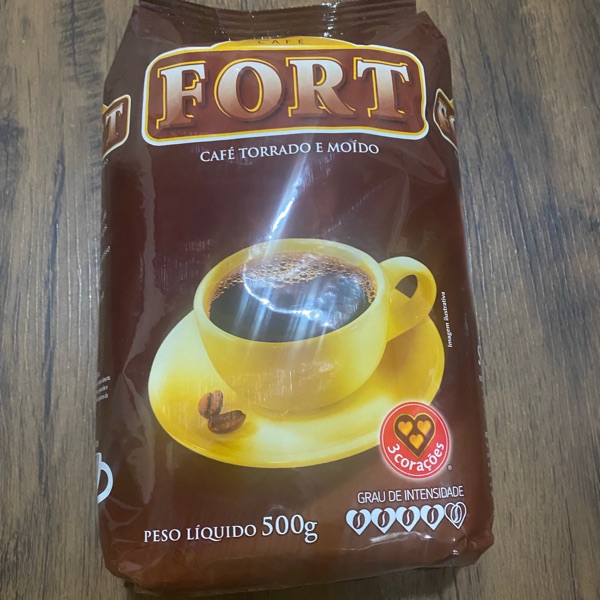 CAFÉ
FORT
CAFÉ TORRADO E MOÍDO
Imagem ilustrativa
3 corações
®
GRAU DE INTENSIDADE
PESO LÍQUIDO 500g